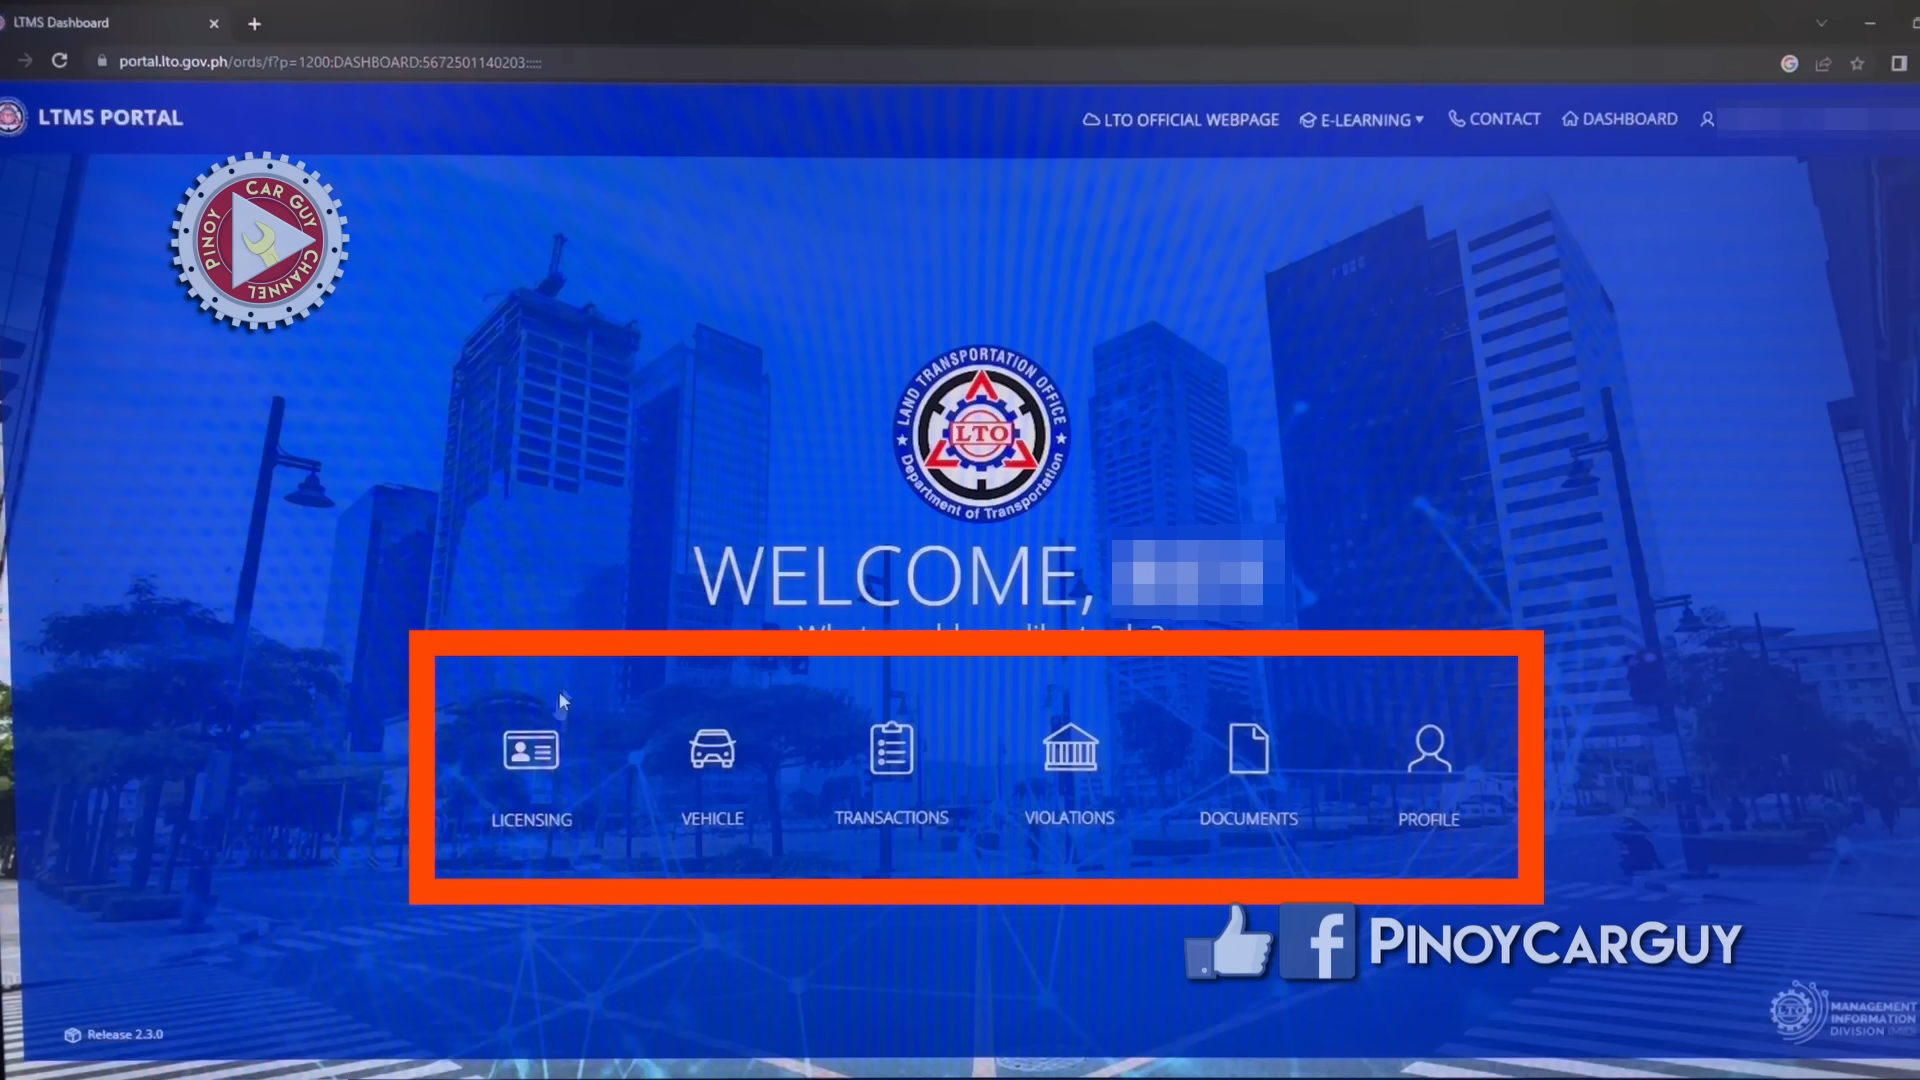 LTMS Dashboard
portal.lto.gov.ph/ords/f?p=1200:DASHBOARD:5672501140203:::::
LTMS PORTAL
LTO OFFICIAL WEBPAGE
E-LEARNING
CONTACT
DASHBOARD
PINOY CAR GUY CHANNEL
LAND TRANSPORTATION OFFICE
LTO
Department of Transportation
WELCOME,
LICENSING
VEHICLE
TRANSACTIONS
VIOLATIONS
DOCUMENTS
PROFILE
f PINOYCARGUY
Release 2.3.0
LTO
MANAGEMENT
INFORMATION
DIVISION